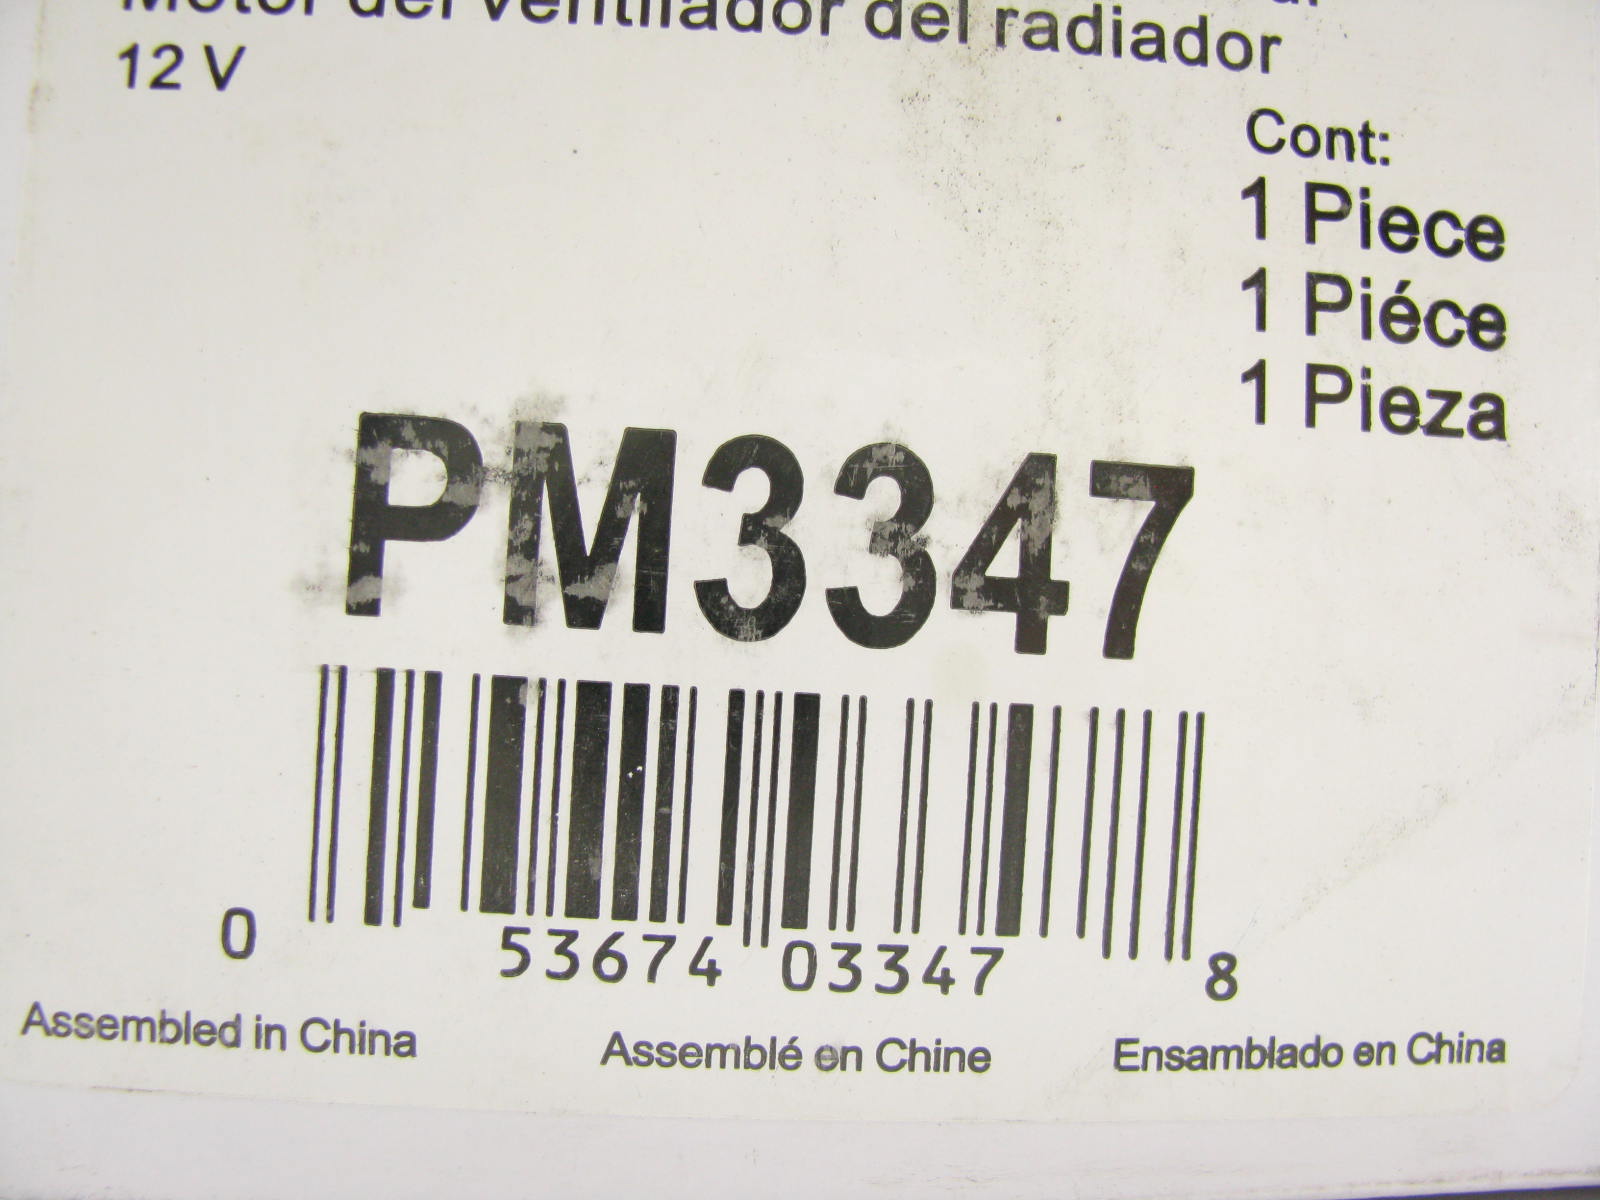 Motor del ventilador del radiador
12 V
Cont:
1 Piece
1 Piéce
1 Pieza
PM3347
0 53674 03347 8
Assembled in China Assemblé en Chine Ensamblado en China